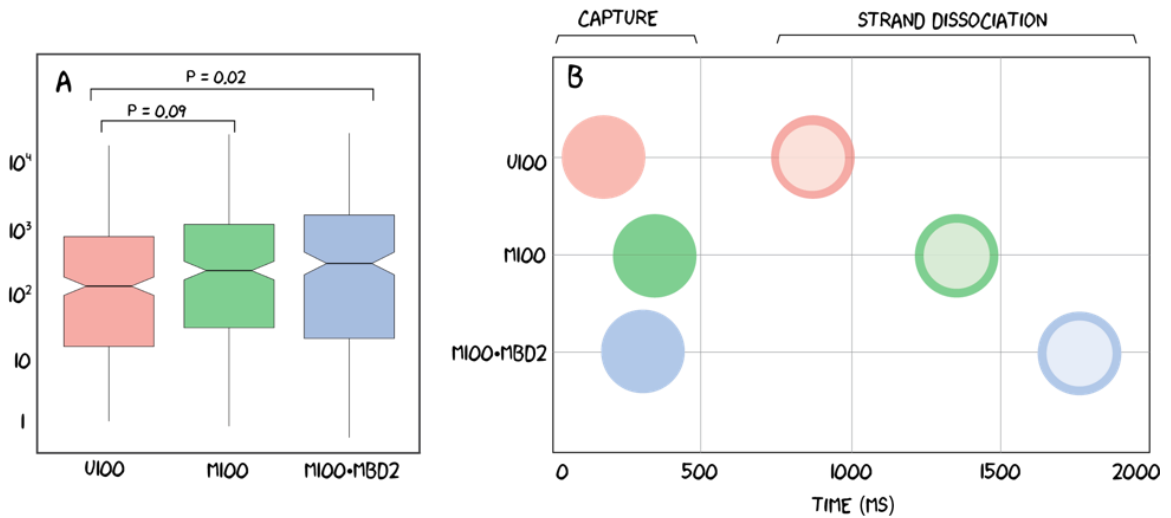 A
P = 0.02
P = 0.09
10⁴
10³
10²
10
1
U100
M100
M100•MBD2
CAPTURE
STRAND DISSOCIATION
B
U100
M100
M100•MBD2
0
500
1000
1500
2000
TIME (MS)